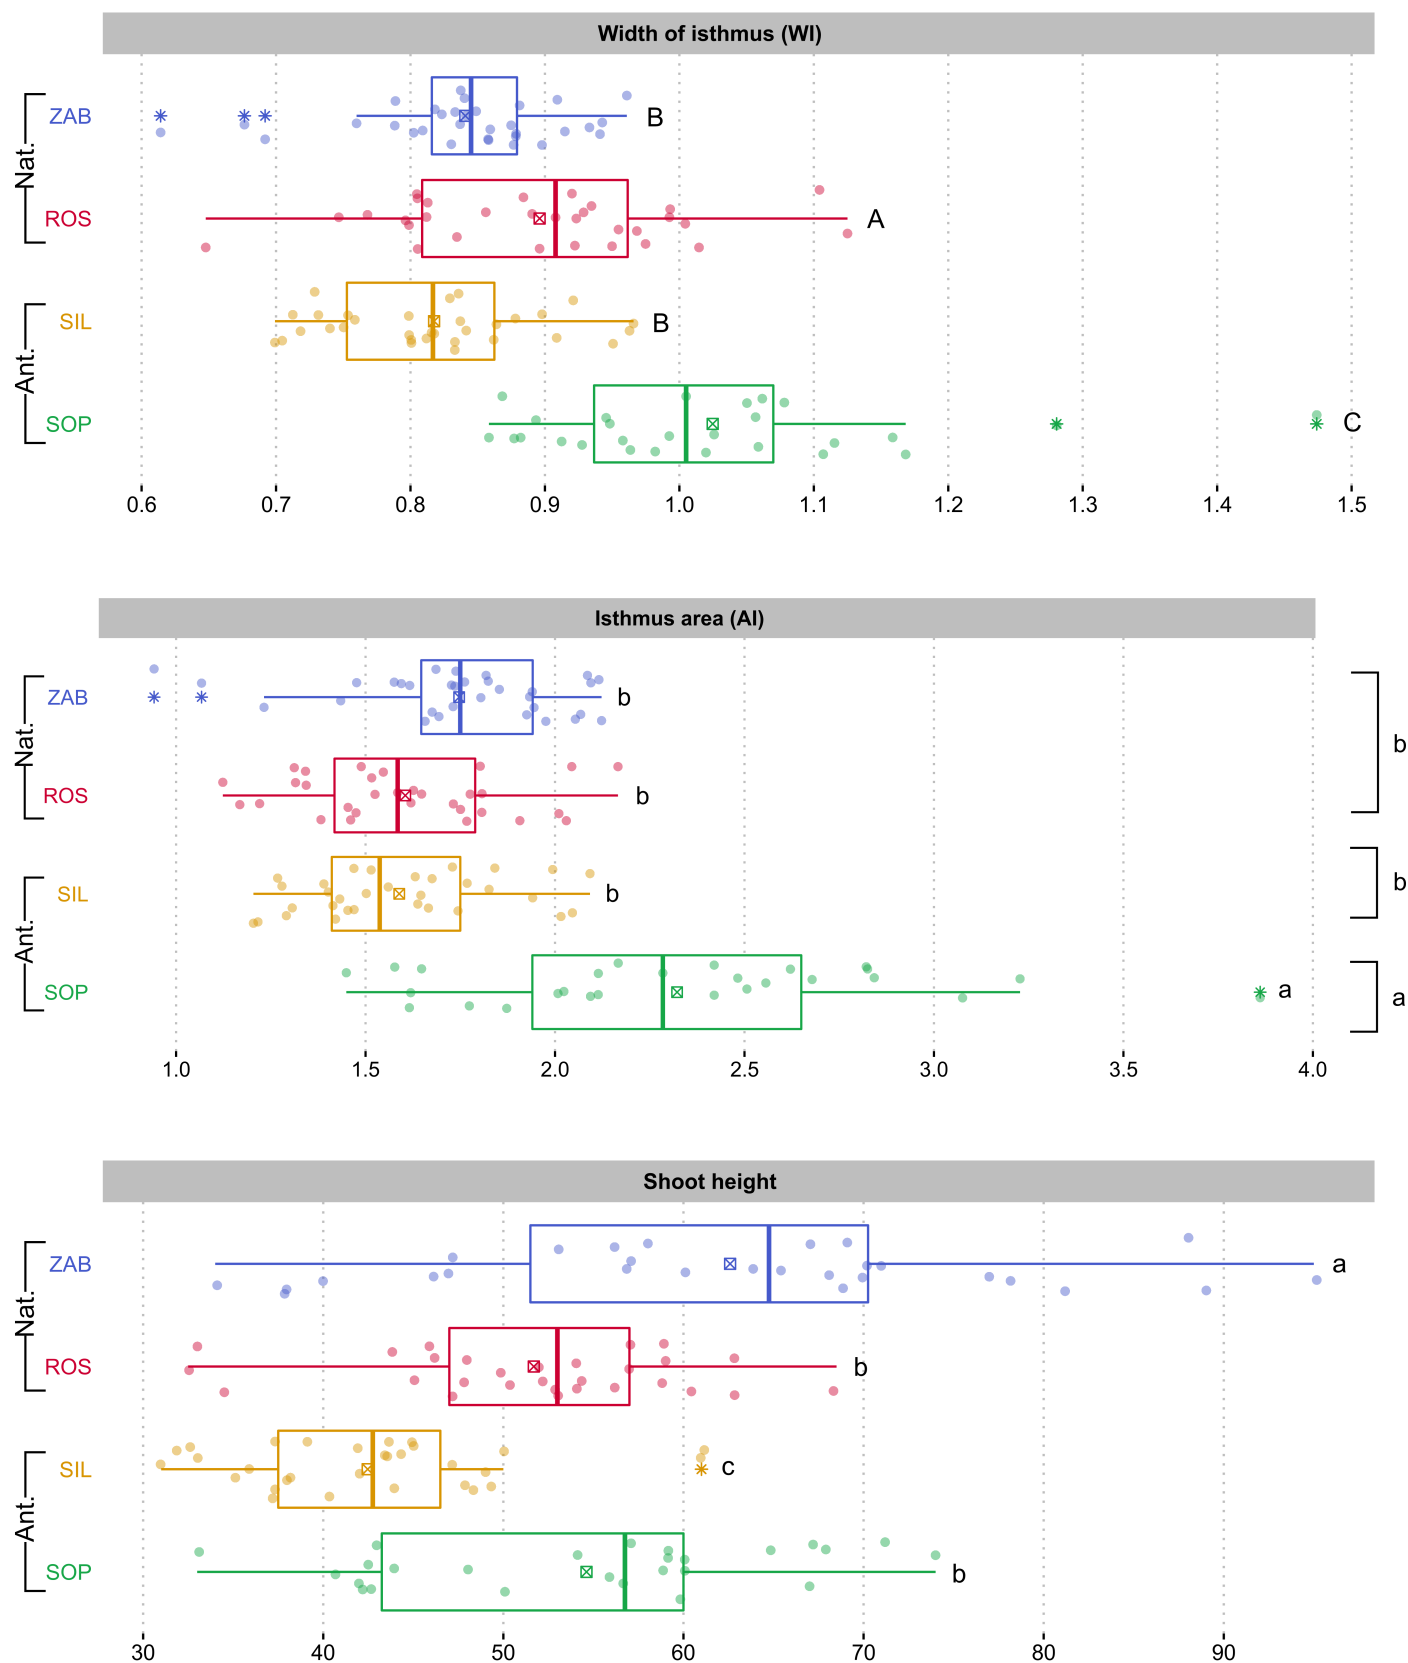 Width of isthmus (WI)
Nat.
ZAB
B
ROS
A
Ant.
SIL
B
SOP
C
0.6 0.7 0.8 0.9 1.0 1.1 1.2 1.3 1.4 1.5
Isthmus area (AI)
Nat.
ZAB
b
ROS
b
b
Ant.
SIL
b
b
SOP
a
a
1.0 1.5 2.0 2.5 3.0 3.5 4.0
Shoot height
Nat.
ZAB
a
ROS
b
Ant.
SIL
c
SOP
b
30 40 50 60 70 80 90